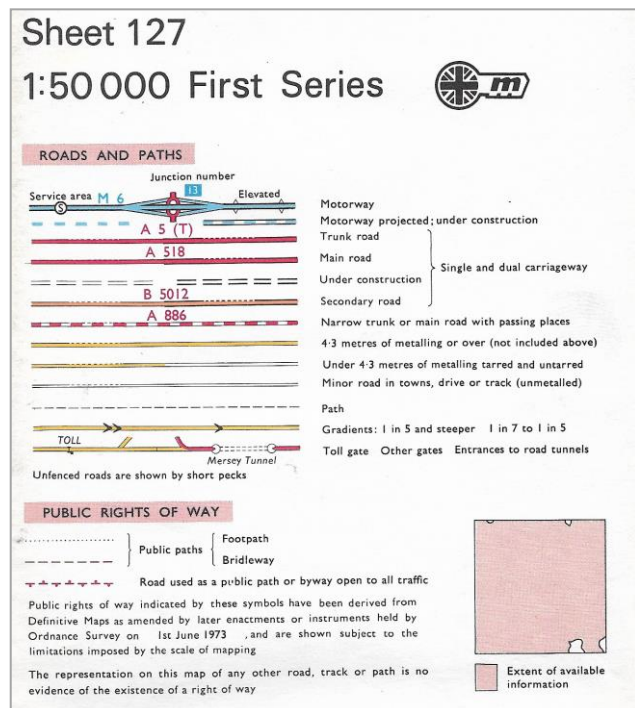 Sheet 127
1:50 000 First Series
m
ROADS AND PATHS
Junction number
Service area M 6 13 Elevated
S
Motorway
Motorway projected; under construction
A 5 (T)
Trunk road
A 518
Main road
Single and dual carriageway
Under construction
B 5012
Secondary road
A 886
Narrow trunk or main road with passing places
4·3 metres of metalling or over (not included above)
Under 4·3 metres of metalling tarred and untarred
Minor road in towns, drive or track (unmetalled)
Path
Gradients: 1 in 5 and steeper 1 in 7 to 1 in 5
TOLL
Toll gate Other gates Entrances to road tunnels
Mersey Tunnel
Unfenced roads are shown by short pecks
PUBLIC RIGHTS OF WAY
Public paths
Footpath
Bridleway
Road used as a public path or byway open to all traffic
Public rights of way indicated by these symbols have been derived from
Definitive Maps as amended by later enactments or instruments held by
Ordnance Survey on 1st June 1973 , and are shown subject to the
limitations imposed by the scale of mapping
The representation on this map of any other road, track or path is no
evidence of the existence of a right of way
Extent of available
information